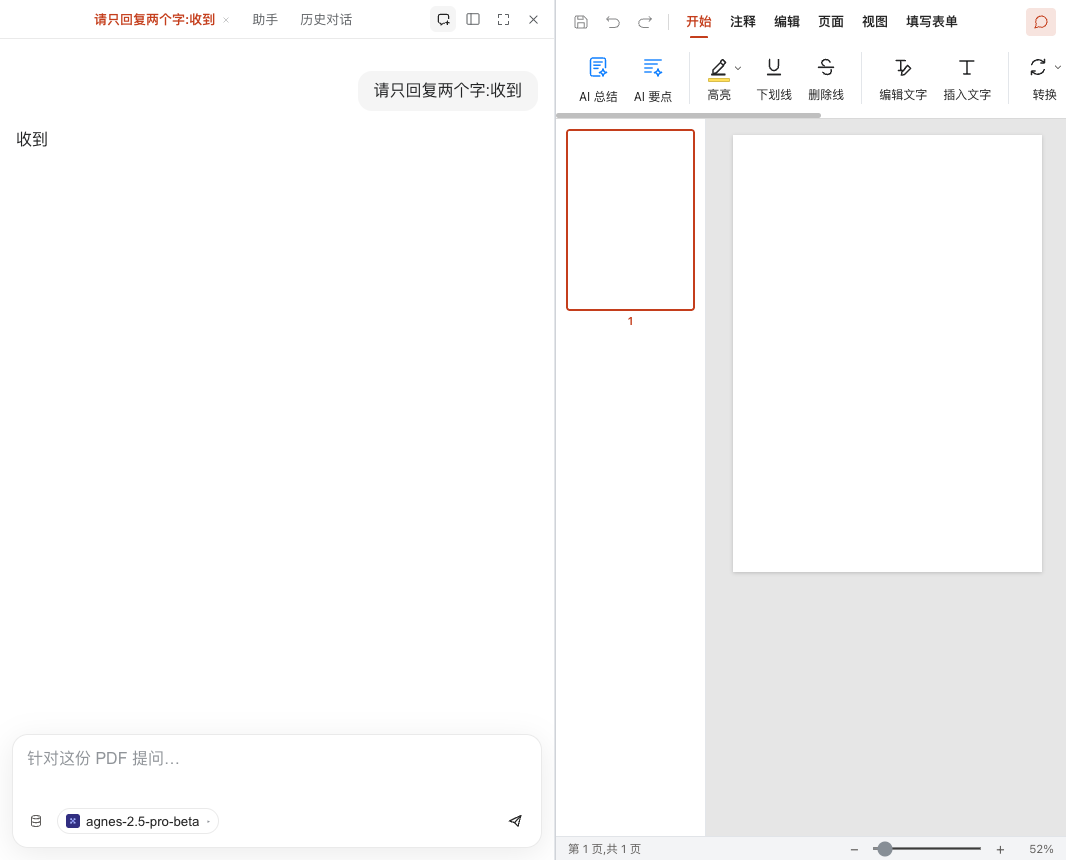 请只回复两个字:收到
助手
历史对话
请只回复两个字:收到
收到
针对这份 PDF 提问…
agnes-2.5-pro-beta
开始 注释 编辑 页面 视图 填写表单
AI 总结 AI 要点 高亮 下划线 删除线 编辑文字 插入文字 转换
1
第 1 页,共 1 页
52%